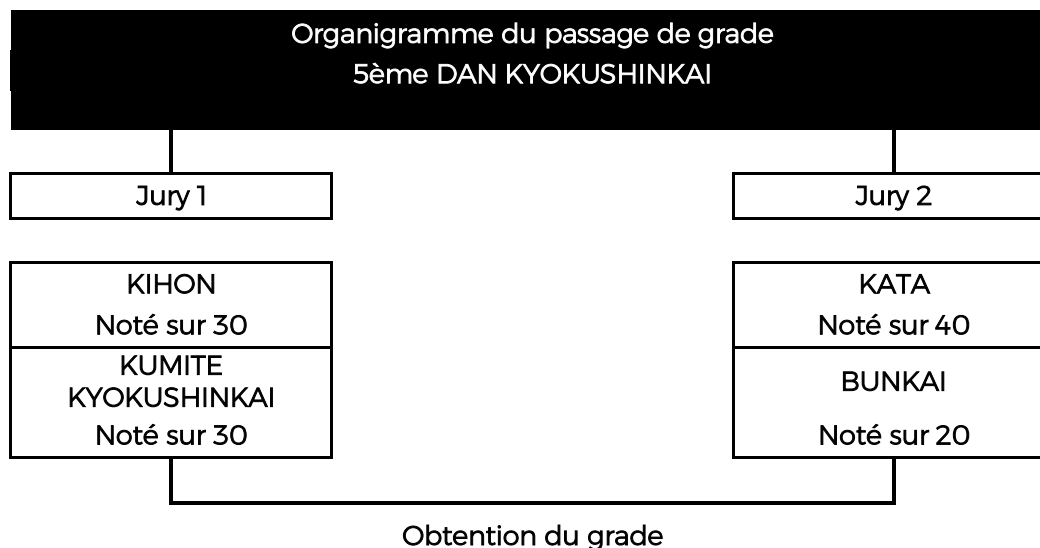 Organigramme du passage de grade
5ème DAN KYOKUSHINKAI
Jury 1
Jury 2
KIHON
Noté sur 30
KUMITE
KYOKUSHINKAI
Noté sur 30
KATA
Noté sur 40
BUNKAI
Noté sur 20
Obtention du grade